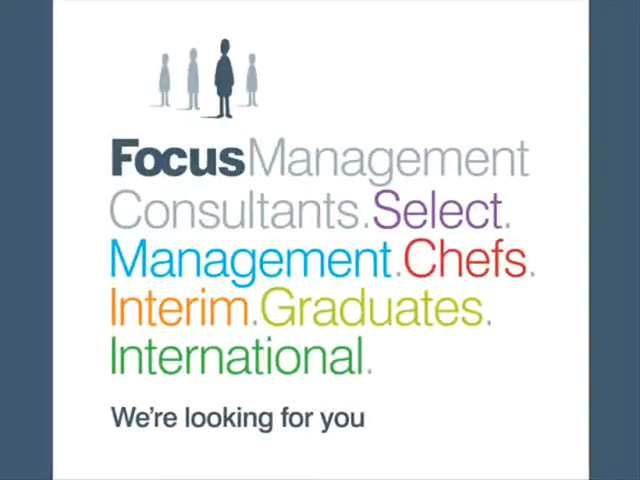 FocusManagement
Consultants.Select.
Management.Chefs.
Interim.Graduates.
International.
We're looking for you